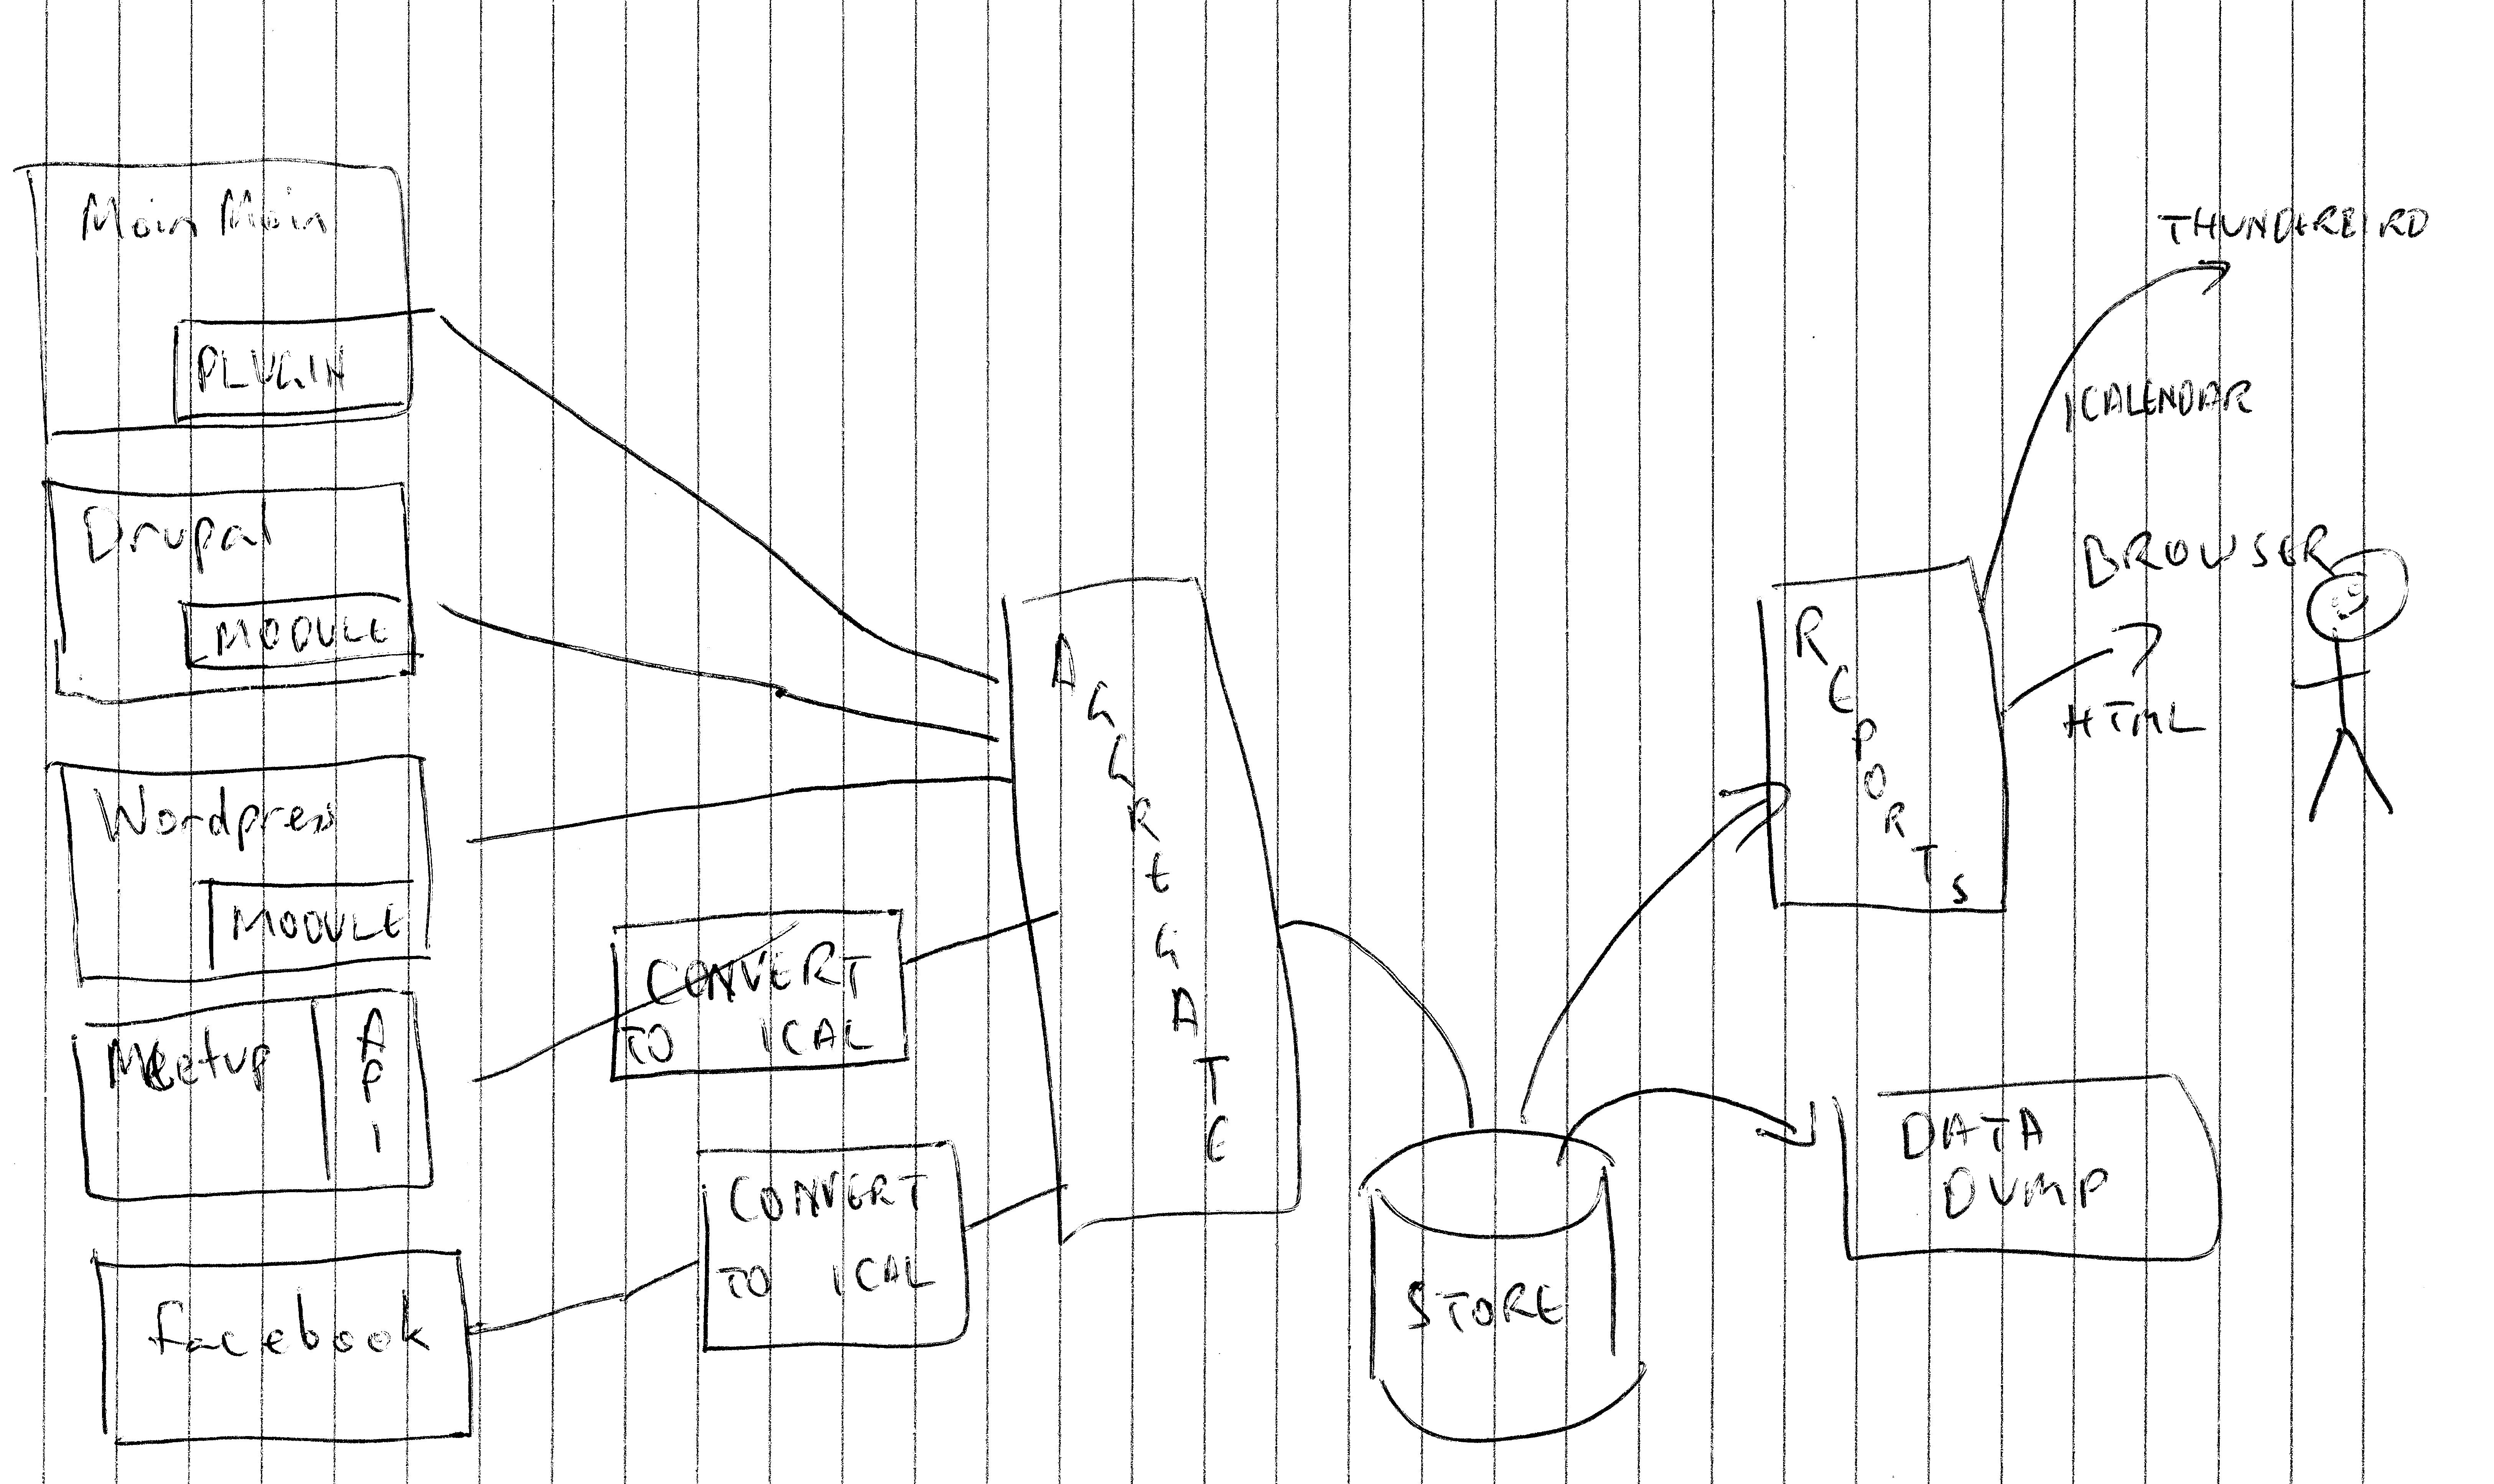 Moin Moin
PLUGIN
Drupal
MODULE
Wordpress
MODULE
Meetup
API
facebook
CONVERT
TO ICAL
CONVERT
TO ICAL
AGGREGATE
STORE
REPORTS
DATA
DUMP
THUNDERBIRD
ICALENDAR
BROWSER
HTML